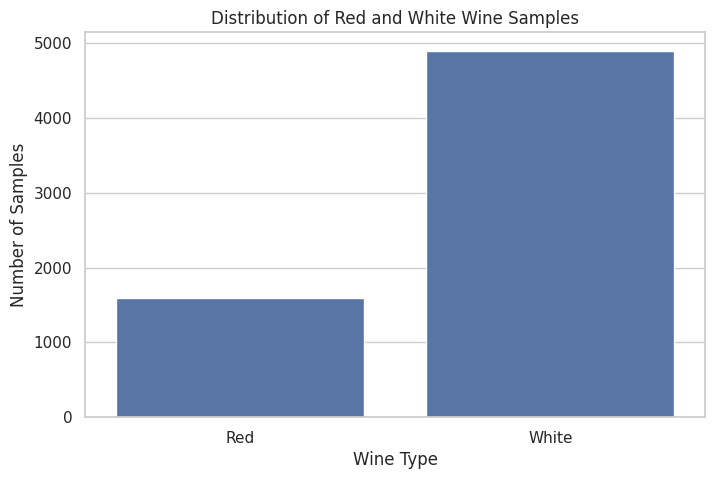 Distribution of Red and White Wine Samples
Number of Samples
5000
4000
3000
2000
1000
0
Red White
Wine Type